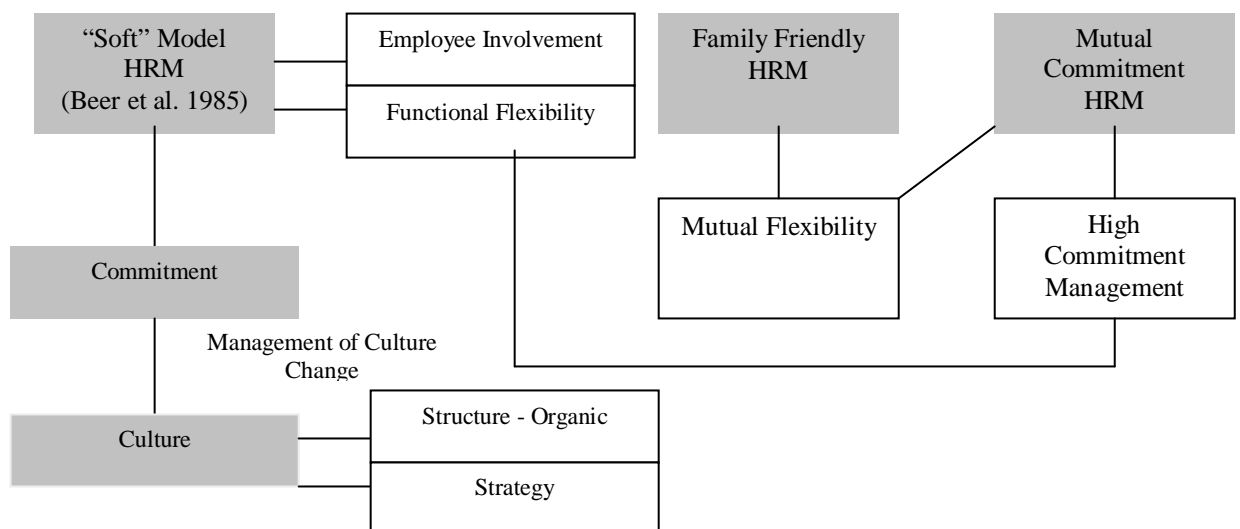 “Soft” Model
HRM
(Beer et al. 1985)
Employee Involvement
Functional Flexibility
Family Friendly
HRM
Mutual
Commitment
HRM
Mutual Flexibility
High
Commitment
Management
Commitment
Management of Culture
Change
Culture
Structure - Organic
Strategy